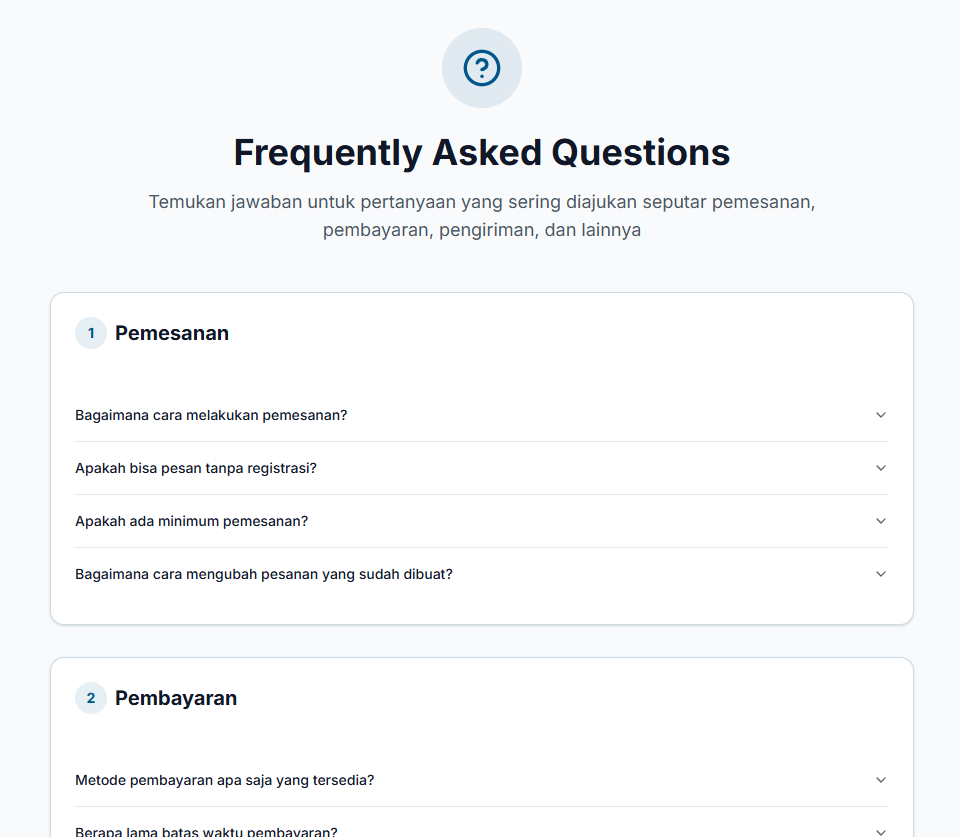 Frequently Asked Questions
Temukan jawaban untuk pertanyaan yang sering diajukan seputar pemesanan,
pembayaran, pengiriman, dan lainnya
1 Pemesanan
Bagaimana cara melakukan pemesanan?
Apakah bisa pesan tanpa registrasi?
Apakah ada minimum pemesanan?
Bagaimana cara mengubah pesanan yang sudah dibuat?
2 Pembayaran
Metode pembayaran apa saja yang tersedia?
Berapa lama batas waktu pembayaran?